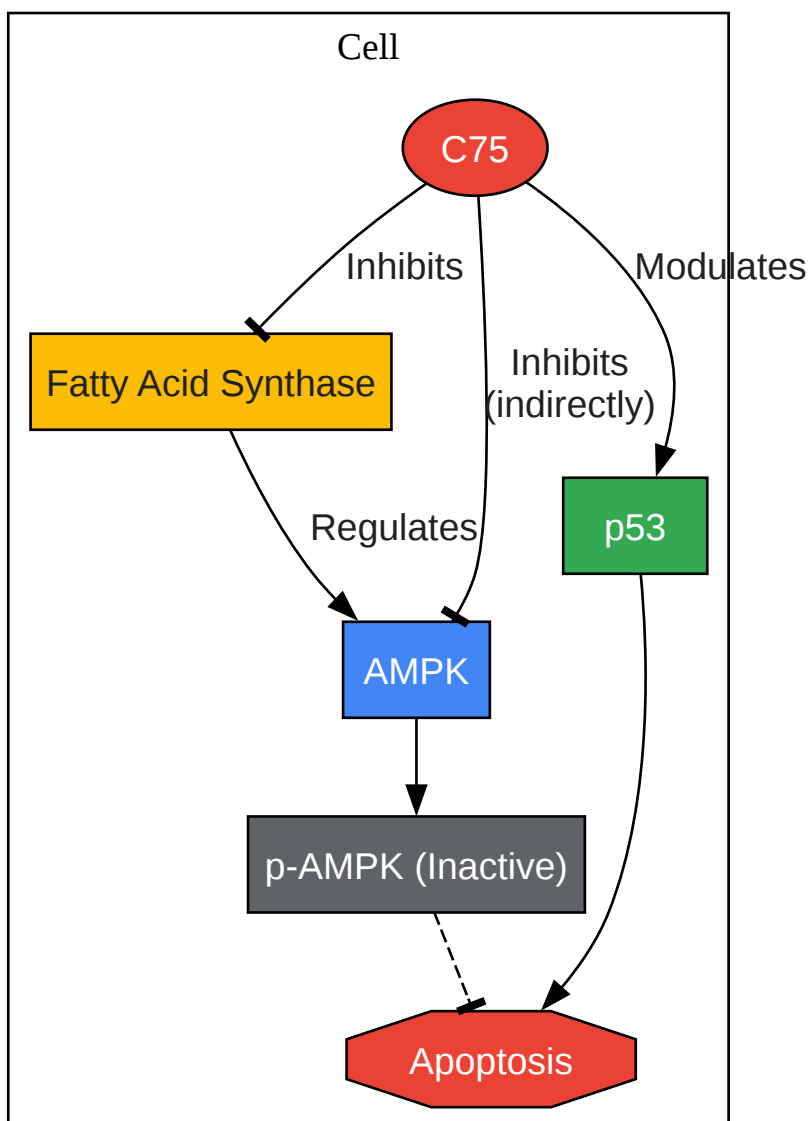 Cell
C75
Inhibits
Modulates
Inhibits
(indirectly)
Fatty Acid Synthase
Regulates
p53
AMPK
p-AMPK (Inactive)
Apoptosis